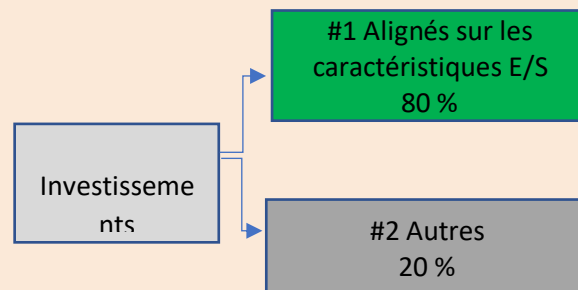 #1 Alignés sur les
caractéristiques E/S
80 %
Investisseme
nts
#2 Autres
20 %